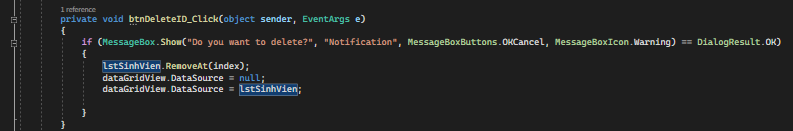 1 reference
private void btnDeleteID_Click(object sender, EventArgs e)
{
if (MessageBox.Show("Do you want to delete?", "Notification", MessageBoxButtons.OKCancel, MessageBoxIcon.Warning) == DialogResult.OK)
{
lstSinhVien.RemoveAt(index);
dataGridView.DataSource = null;
dataGridView.DataSource = lstSinhVien;
}
}